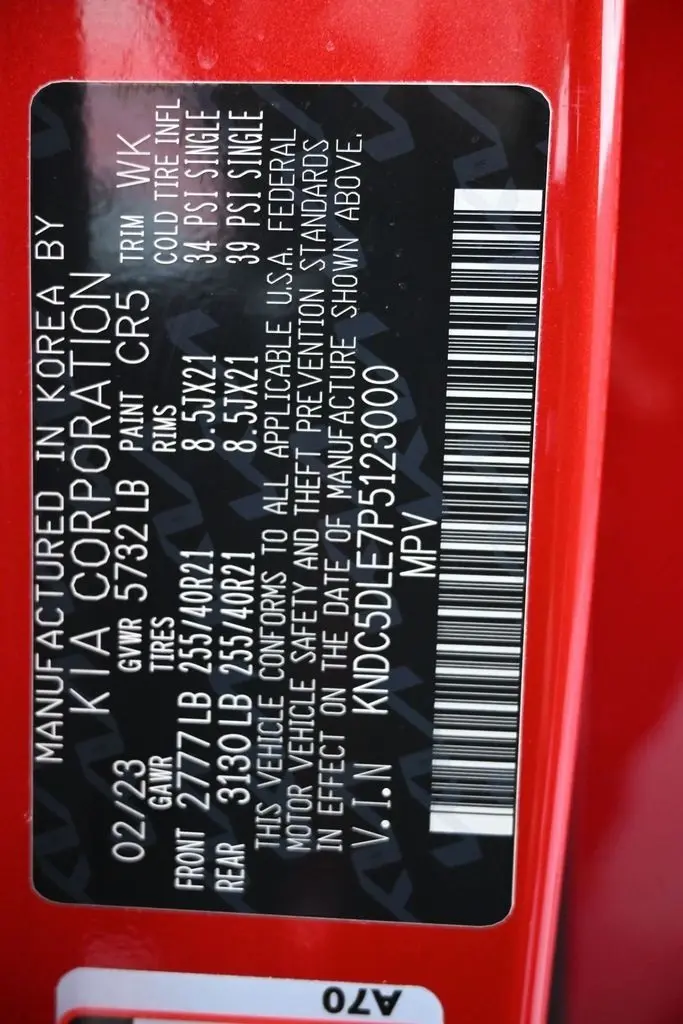 MANUFACTURED IN KOREA BY
KIA CORPORATION
02/23 GVWR 5732 LB PAINT CR5 TRIM WK
GAWR TIRES RIMS COLD TIRE INFL
FRONT 2777 LB 255/40R21 8.5JX21 34 PSI SINGLE
REAR 3130 LB 255/40R21 8.5JX21 39 PSI SINGLE
THIS VEHICLE CONFORMS TO ALL APPLICABLE U.S.A. FEDERAL
MOTOR VEHICLE SAFETY AND THEFT PREVENTION STANDARDS
IN EFFECT ON THE DATE OF MANUFACTURE SHOWN ABOVE.
V.I.N KNDC5DLE7P5123000
MPV
A70